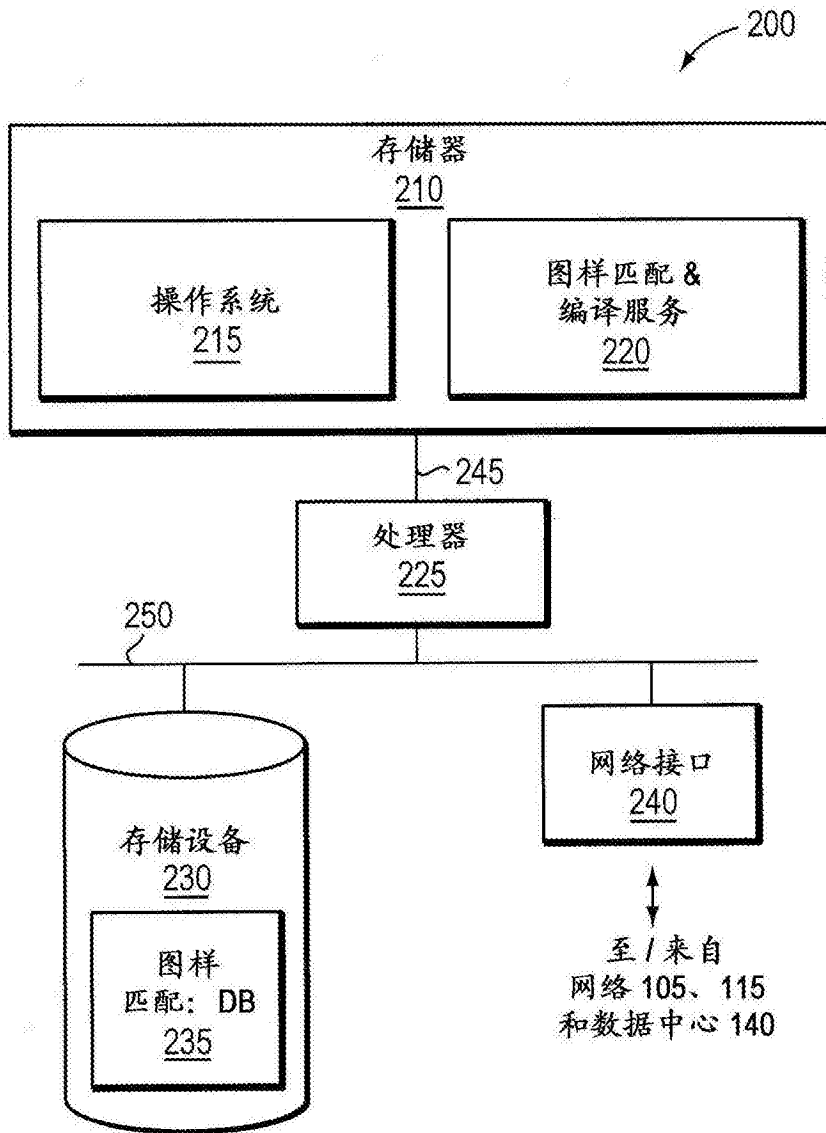 200
存储器
210
操作系统
215
图样匹配 &
编译服务
220
245
处理器
225
250
存储设备
230
图样
匹配：DB
235
网络接口
240
至 / 来自
网络 105、115
和数据中心 140